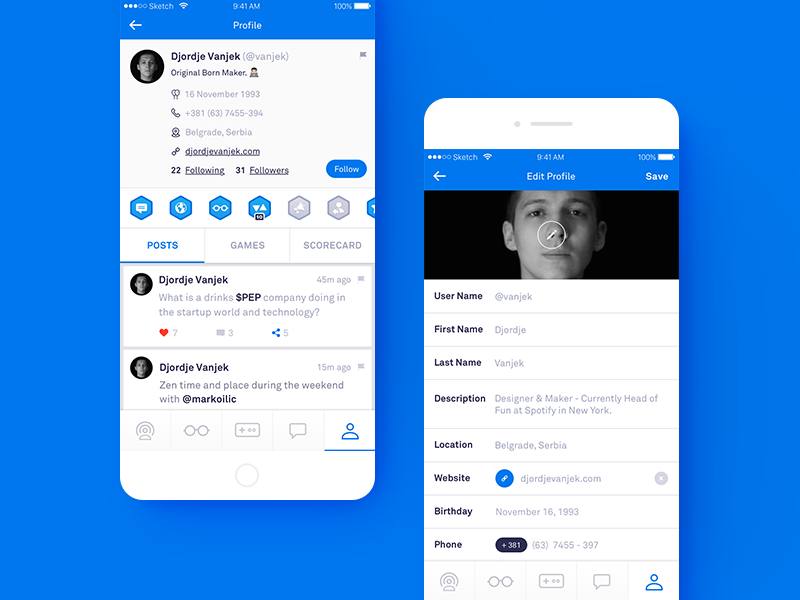 Sketch 9:41 AM 100%
Profile
Djordje Vanjek (@vanjek)
Original Born Maker.
16 November 1993
+381 (63) 7455-394
Belgrade, Serbia
djordjevanjek.com
22 Following 31 Followers
Follow
POSTS GAMES SCORECARD
Djordje Vanjek 45m ago
What is a drinks $PEP company doing in
the startup world and technology?
7 3 5
Djordje Vanjek 15m ago
Zen time and place during the weekend
with @markoilic
Sketch 9:41 AM 100%
Edit Profile Save
User Name @vanjek
First Name Djordje
Last Name Vanjek
Description Designer & Maker - Currently Head of
Fun at Spotify in New York.
Location Belgrade, Serbia
Website djordjevanjek.com
Birthday November 16, 1993
Phone +381 (63) 7455 - 397